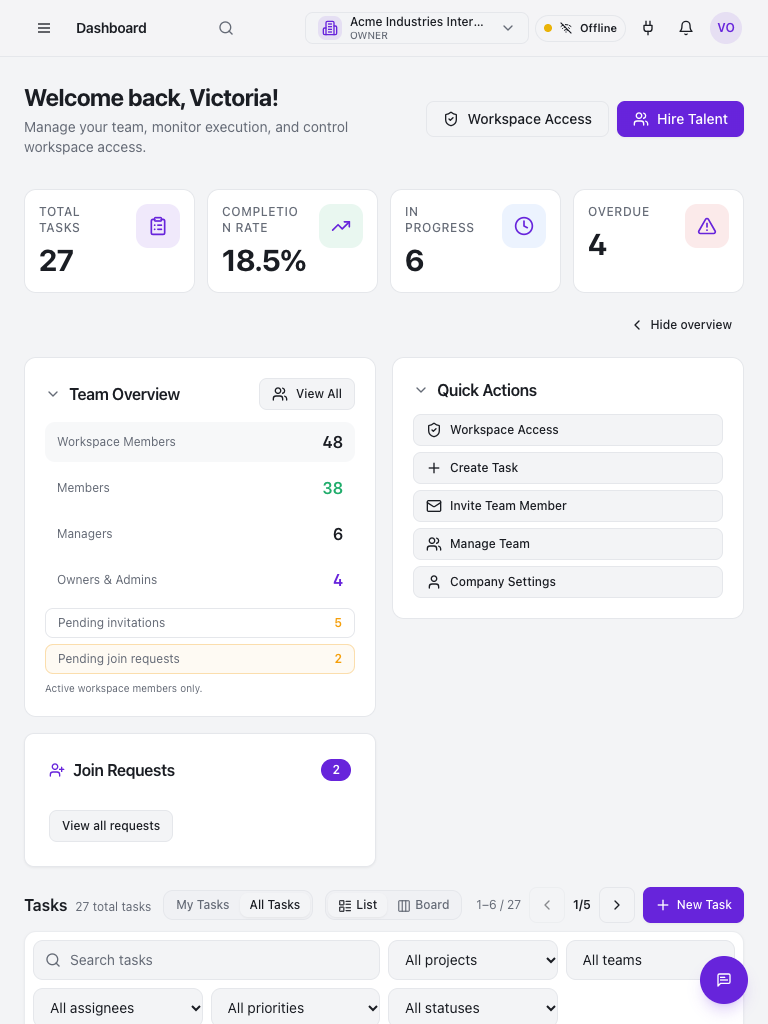 Dashboard
Acme Industries Inter...
OWNER
Offline
VO
Welcome back, Victoria!
Manage your team, monitor execution, and control
workspace access.
Workspace Access
Hire Talent
TOTAL
TASKS
27
COMPLETIO
N RATE
18.5%
IN
PROGRESS
6
OVERDUE
4
Hide overview
Team Overview
View All
Workspace Members 48
Members 38
Managers 6
Owners & Admins 4
Pending invitations 5
Pending join requests 2
Active workspace members only.
Quick Actions
Workspace Access
Create Task
Invite Team Member
Manage Team
Company Settings
Join Requests 2
View all requests
Tasks 27 total tasks
My Tasks All Tasks
List Board
1–6 / 27
1/5
New Task
Search tasks
All projects
All teams
All assignees
All priorities
All statuses